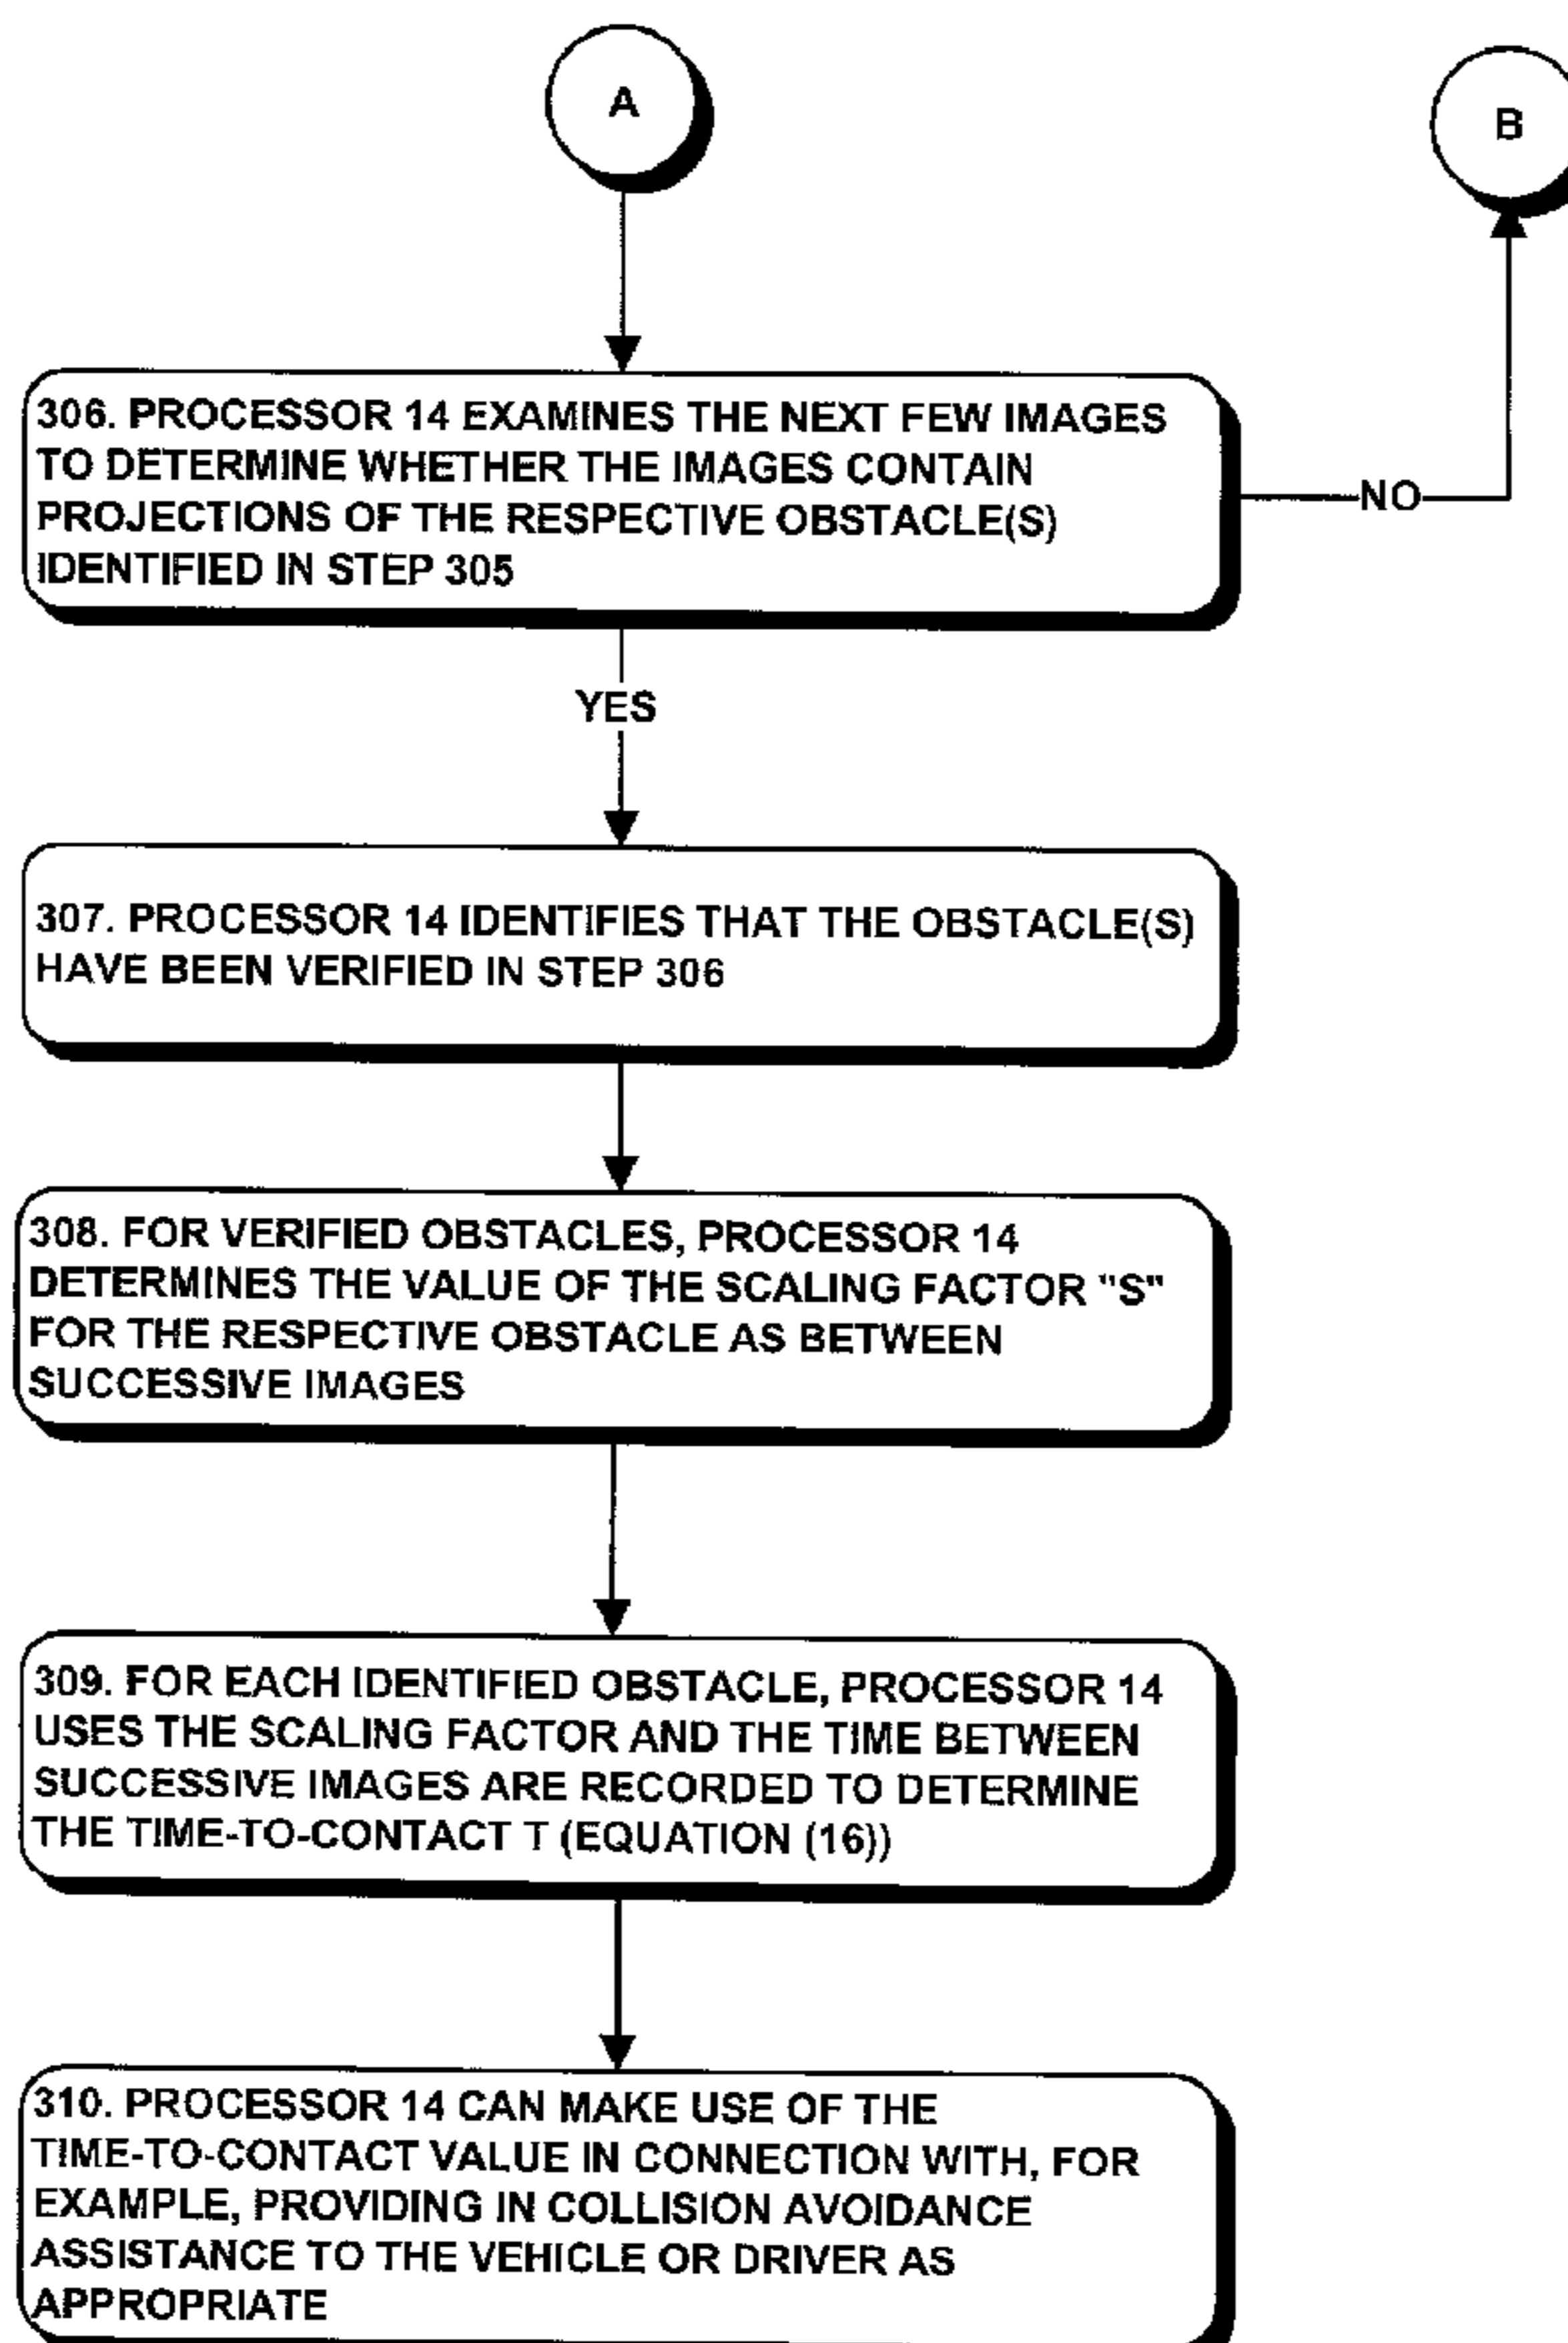 A
B
306. PROCESSOR 14 EXAMINES THE NEXT FEW IMAGES
TO DETERMINE WHETHER THE IMAGES CONTAIN
PROJECTIONS OF THE RESPECTIVE OBSTACLE(S)
IDENTIFIED IN STEP 305
NO
YES
307. PROCESSOR 14 IDENTIFIES THAT THE OBSTACLE(S)
HAVE BEEN VERIFIED IN STEP 306
308. FOR VERIFIED OBSTACLES, PROCESSOR 14
DETERMINES THE VALUE OF THE SCALING FACTOR "S"
FOR THE RESPECTIVE OBSTACLE AS BETWEEN
SUCCESSIVE IMAGES
309. FOR EACH IDENTIFIED OBSTACLE, PROCESSOR 14
USES THE SCALING FACTOR AND THE TIME BETWEEN
SUCCESSIVE IMAGES ARE RECORDED TO DETERMINE
THE TIME-TO-CONTACT T (EQUATION (16))
310. PROCESSOR 14 CAN MAKE USE OF THE
TIME-TO-CONTACT VALUE IN CONNECTION WITH, FOR
EXAMPLE, PROVIDING IN COLLISION AVOIDANCE
ASSISTANCE TO THE VEHICLE OR DRIVER AS
APPROPRIATE